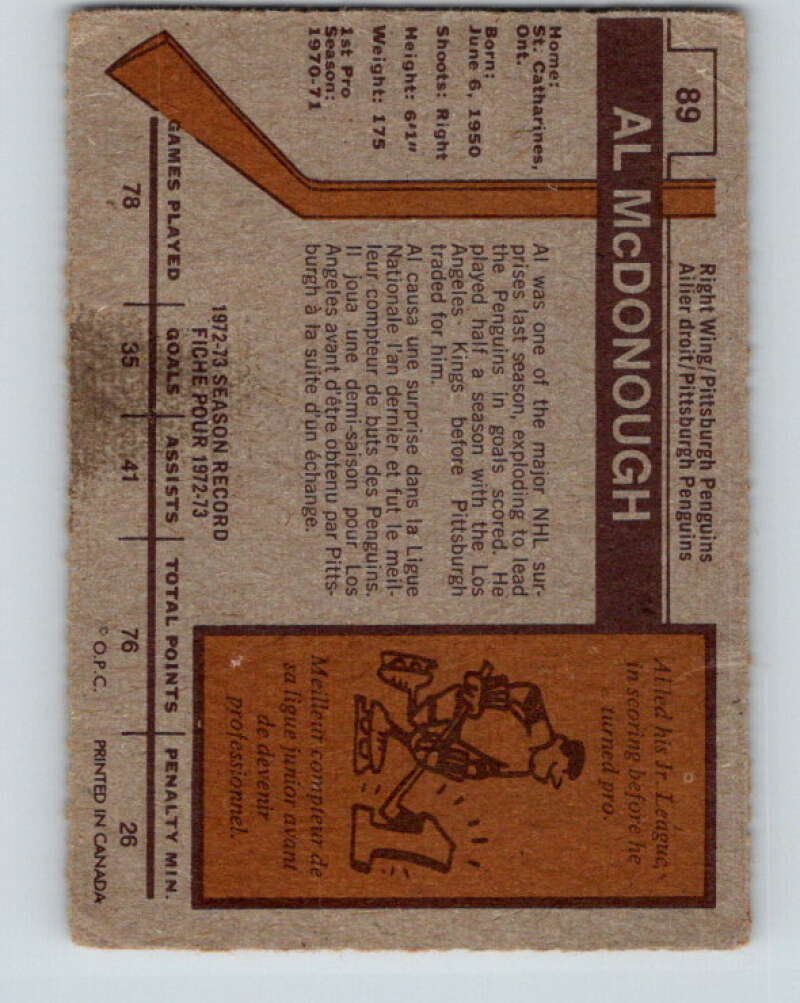 89
Right Wing/Pittsburgh Penguins
Ailier droit/Pittsburgh Penguins
AL McDONOUGH
Home:
St. Catharines,
Ont.
Born:
June 6, 1950
Shoots: Right
Height: 6'1"
Weight: 175
1st Pro
Season:
1970-71
Al was one of the major NHL sur-
prises last season, exploding to lead
the Penguins in goals scored. He
played half a season with the Los
Angeles Kings before Pittsburgh
traded for him.
Al causa une surprise dans la Ligue
Nationale l'an dernier et fut le meil-
leur compteur de buts des Penguins.
Il joua une demi-saison pour Los
Angeles avant d'être obtenu par Pitts-
burgh à la suite d'un échange.
Al led his Jr. League
in scoring before he
turned pro.
1
Meilleur compteur de
sa ligue junior avant
de devenir
professionnel.
1972-73 SEASON RECORD
FICHE POUR 1972-73
GAMES PLAYED GOALS ASSISTS TOTAL POINTS PENALTY MIN.
78 35 41 76 26
© O.P.C. PRINTED IN CANADA